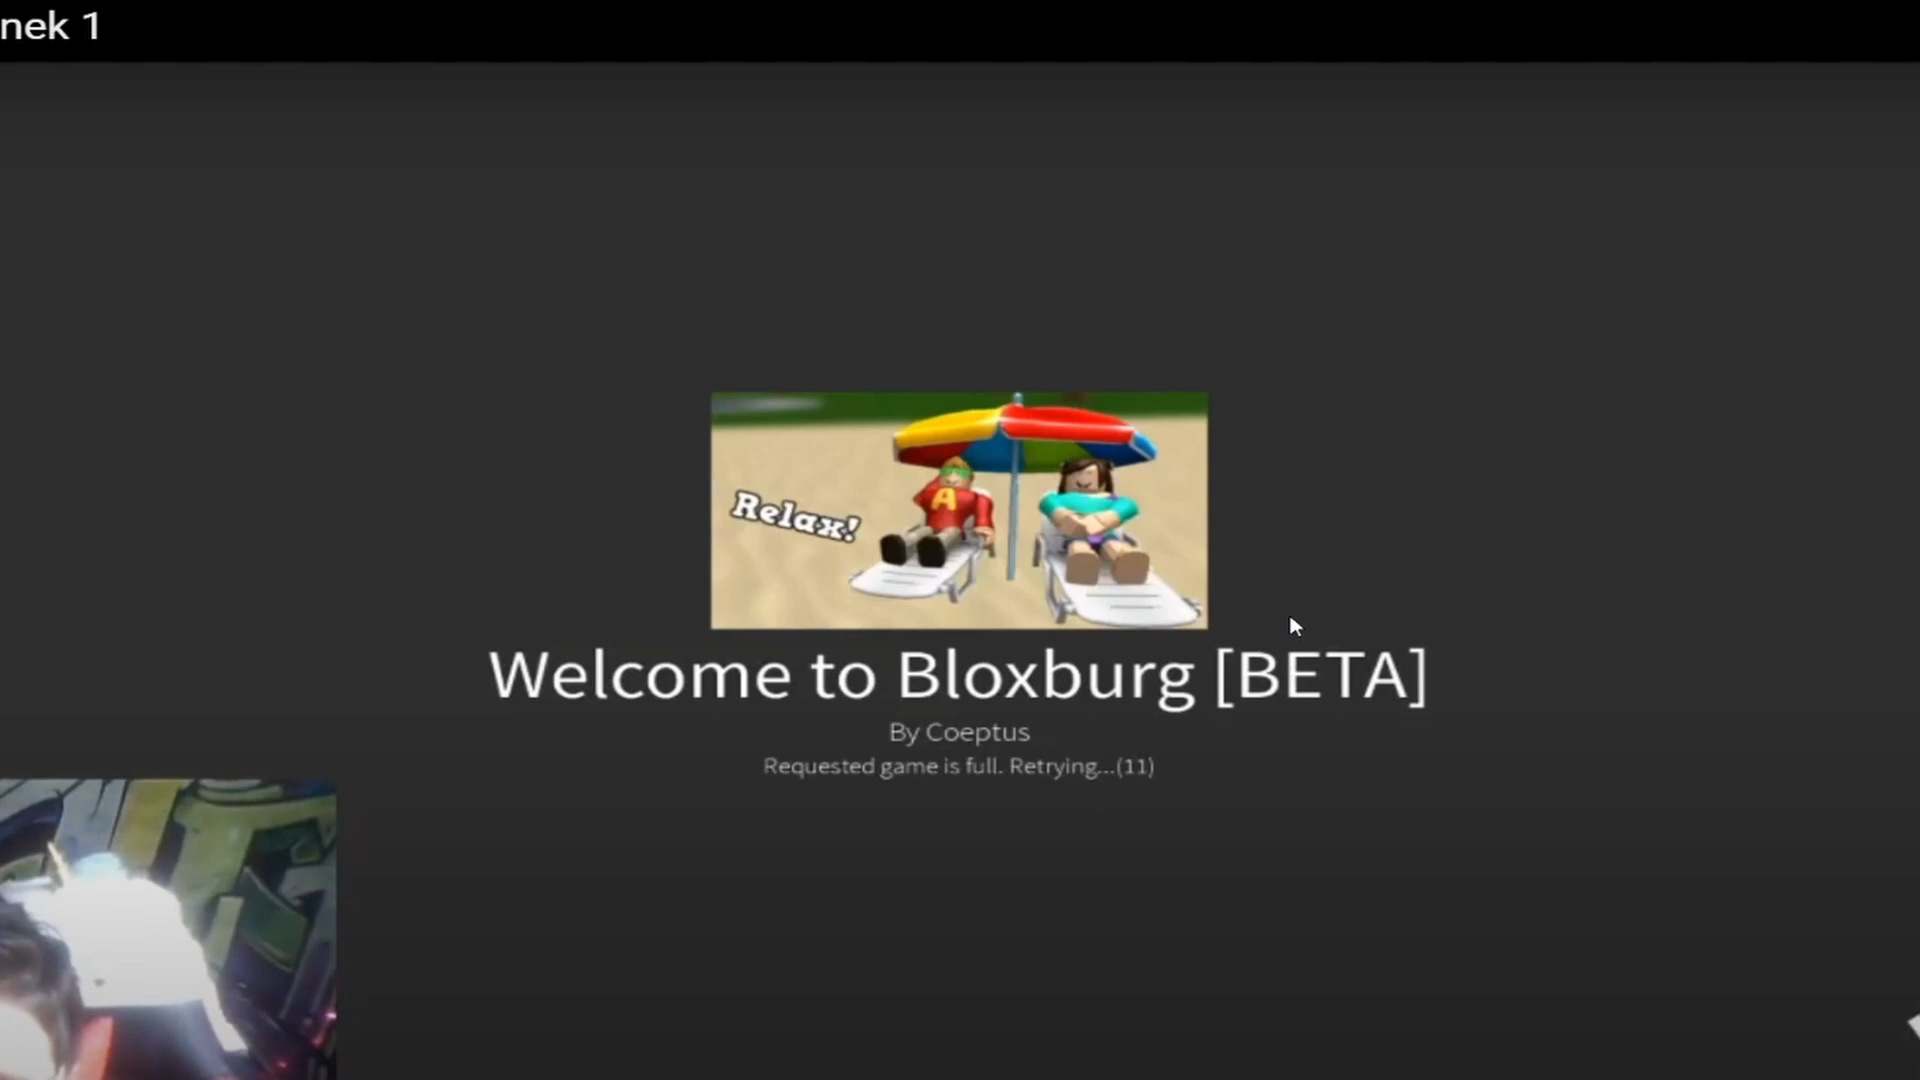 nek 1
Relax!
A
Welcome to Bloxburg [BETA]
By Coeptus
Requested game is full. Retrying...(11)